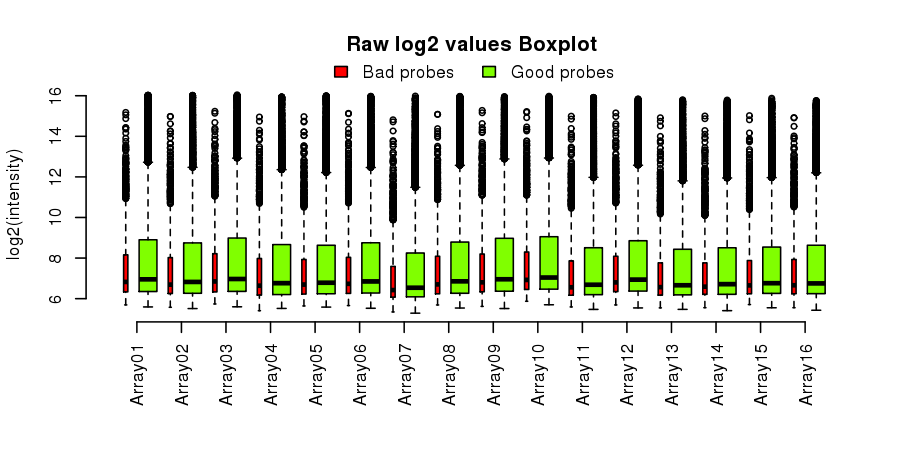 Raw log2 values Boxplot
Bad probes
Good probes
log2(intensity)
16
14
12
10
8
6
Array01
Array02
Array03
Array04
Array05
Array06
Array07
Array08
Array09
Array10
Array11
Array12
Array13
Array14
Array15
Array16